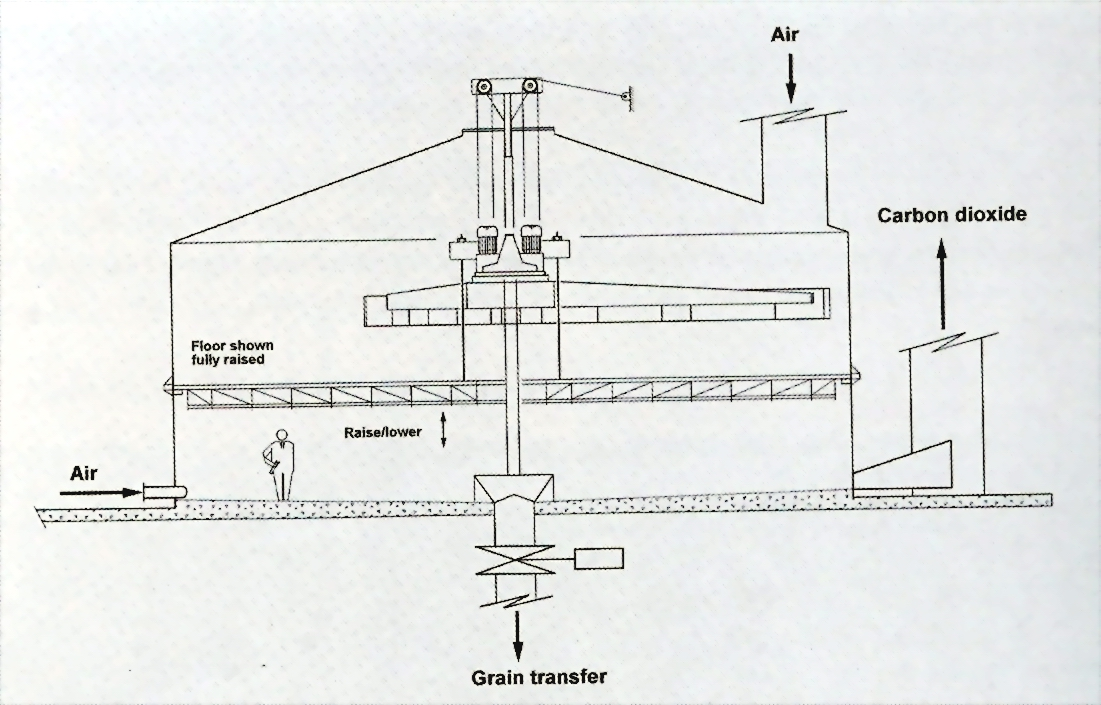 Air
Carbon dioxide
Floor shown
fully raised
Raise/lower
Air
Grain transfer